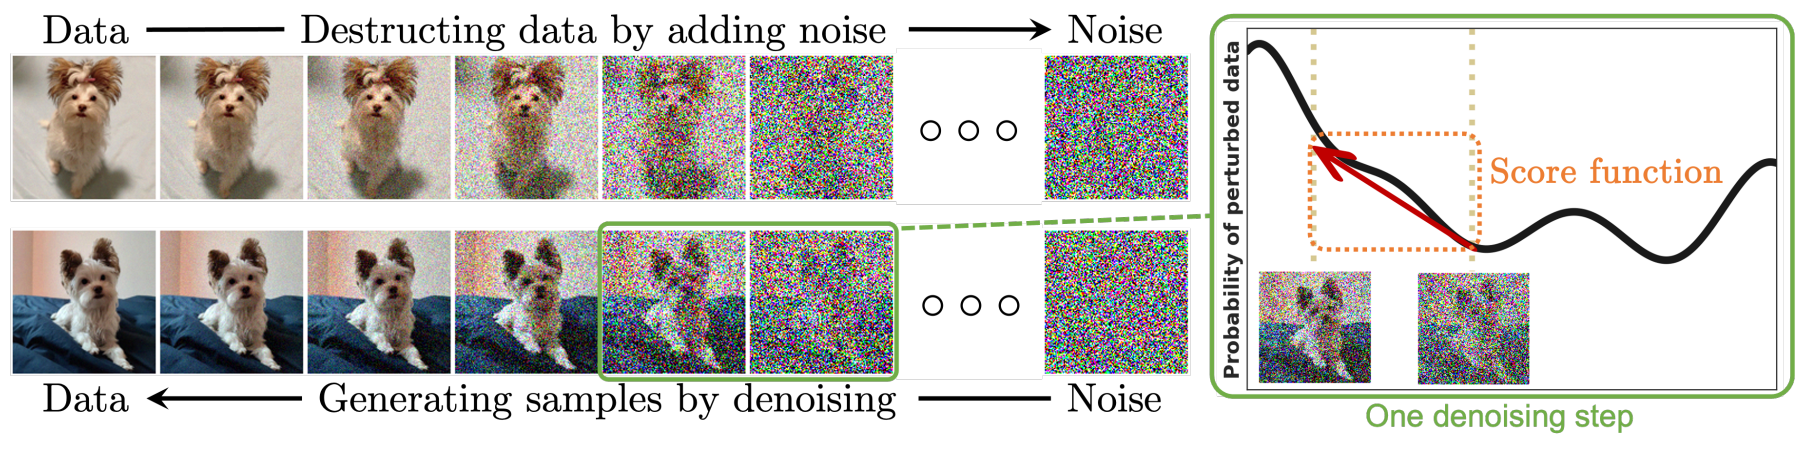 Data Destructing data by adding noise Noise
Probability of perturbed data
Score function
Data Generating samples by denoising Noise
One denoising step